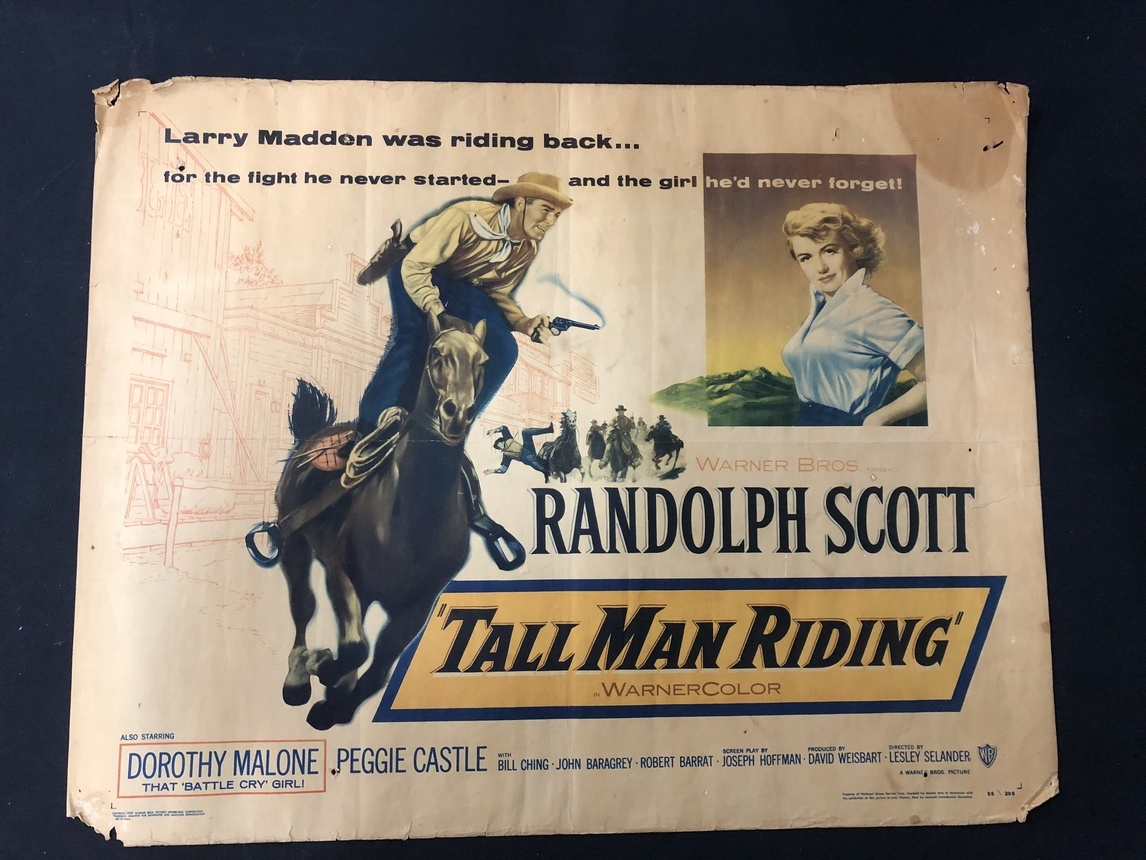 Larry Madden was riding back...
for the fight he never started– and the girl he'd never forget!
WARNER BROS. PRESENT
RANDOLPH SCOTT
"TALL MAN RIDING"
IN WARNERCOLOR
ALSO STARRING
DOROTHY MALONE
THAT 'BATTLE CRY' GIRL!
PEGGIE CASTLE
WITH
BILL CHING · JOHN BARAGREY · ROBERT BARRAT ·
SCREEN PLAY BY
JOSEPH HOFFMAN ·
PRODUCED BY
DAVID WEISBART ·
DIRECTED BY
LESLEY SELANDER
WB
A WARNER BROS. PICTURE
55 208